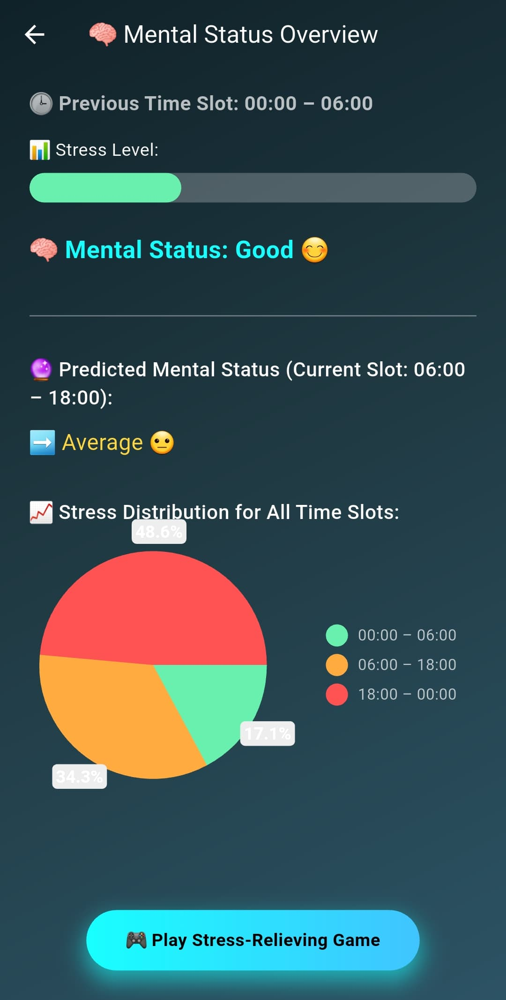 🧠 Mental Status Overview
🕒 Previous Time Slot: 00:00 – 06:00
📊 Stress Level:
🧠 Mental Status: Good 😊
🔮 Predicted Mental Status (Current Slot: 06:00
– 18:00):
➡️ Average 😐
📈 Stress Distribution for All Time Slots:
48.6%
00:00 – 06:00
06:00 – 18:00
18:00 – 00:00
17.1%
34.3%
🎮 Play Stress-Relieving Game